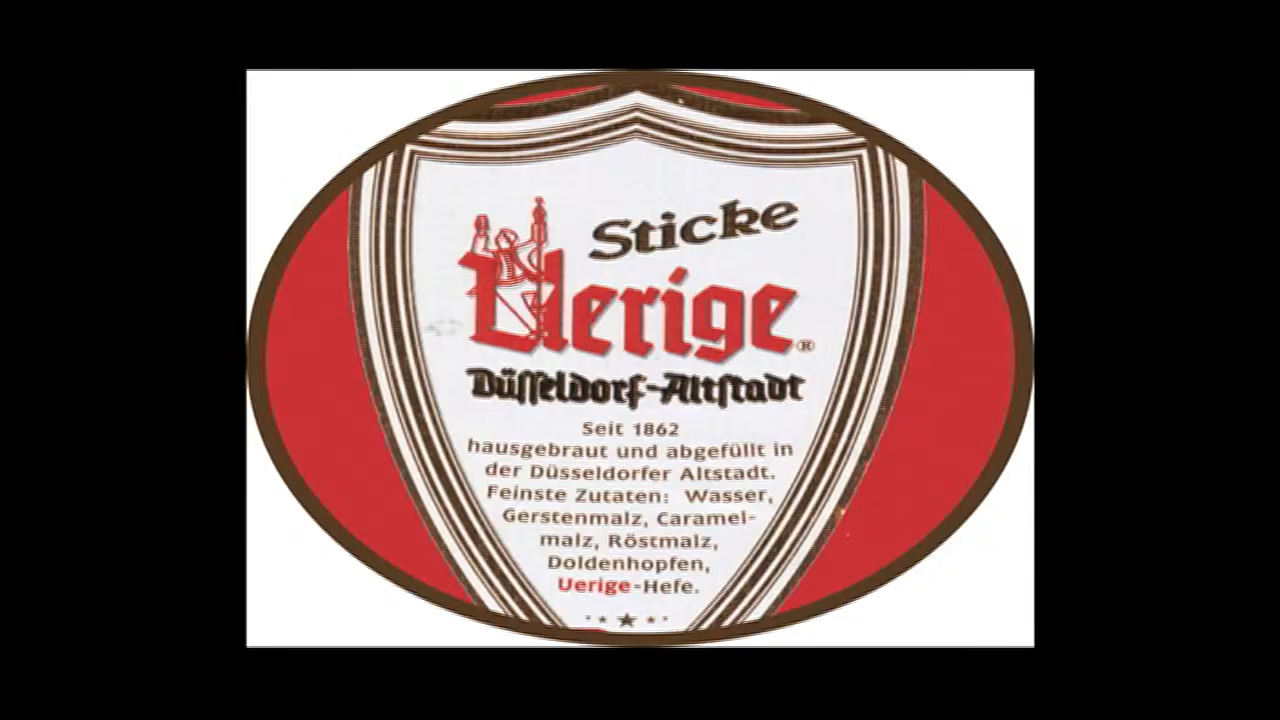 Sticke
Uerige®
Düsseldorf-Altstadt
Seit 1862
hausgebraut und abgefüllt in
der Düsseldorfer Altstadt.
Feinste Zutaten: Wasser,
Gerstenmalz, Caramel-
malz, Röstmalz,
Doldenhopfen,
Uerige-Hefe.